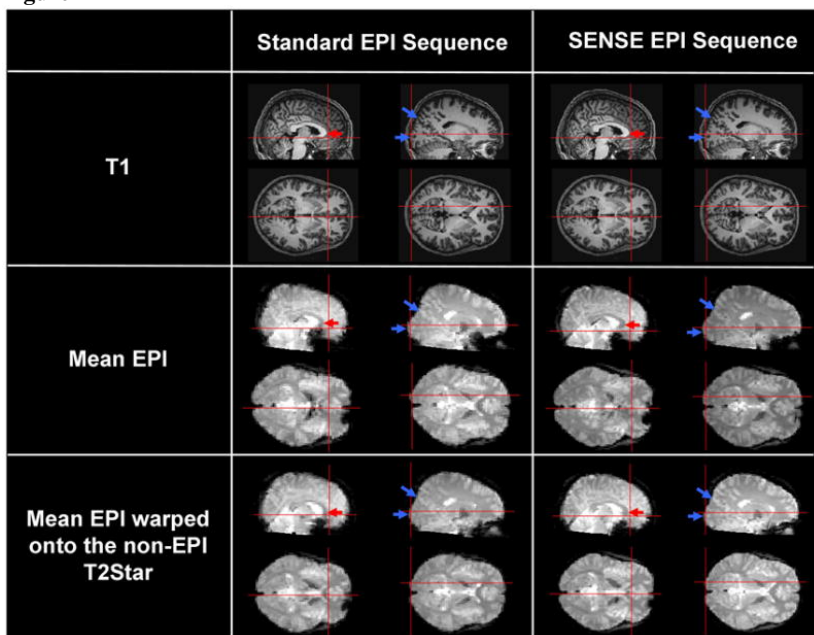 Standard EPI Sequence
SENSE EPI Sequence
T1
Mean EPI
Mean EPI warped
onto the non-EPI
T2Star